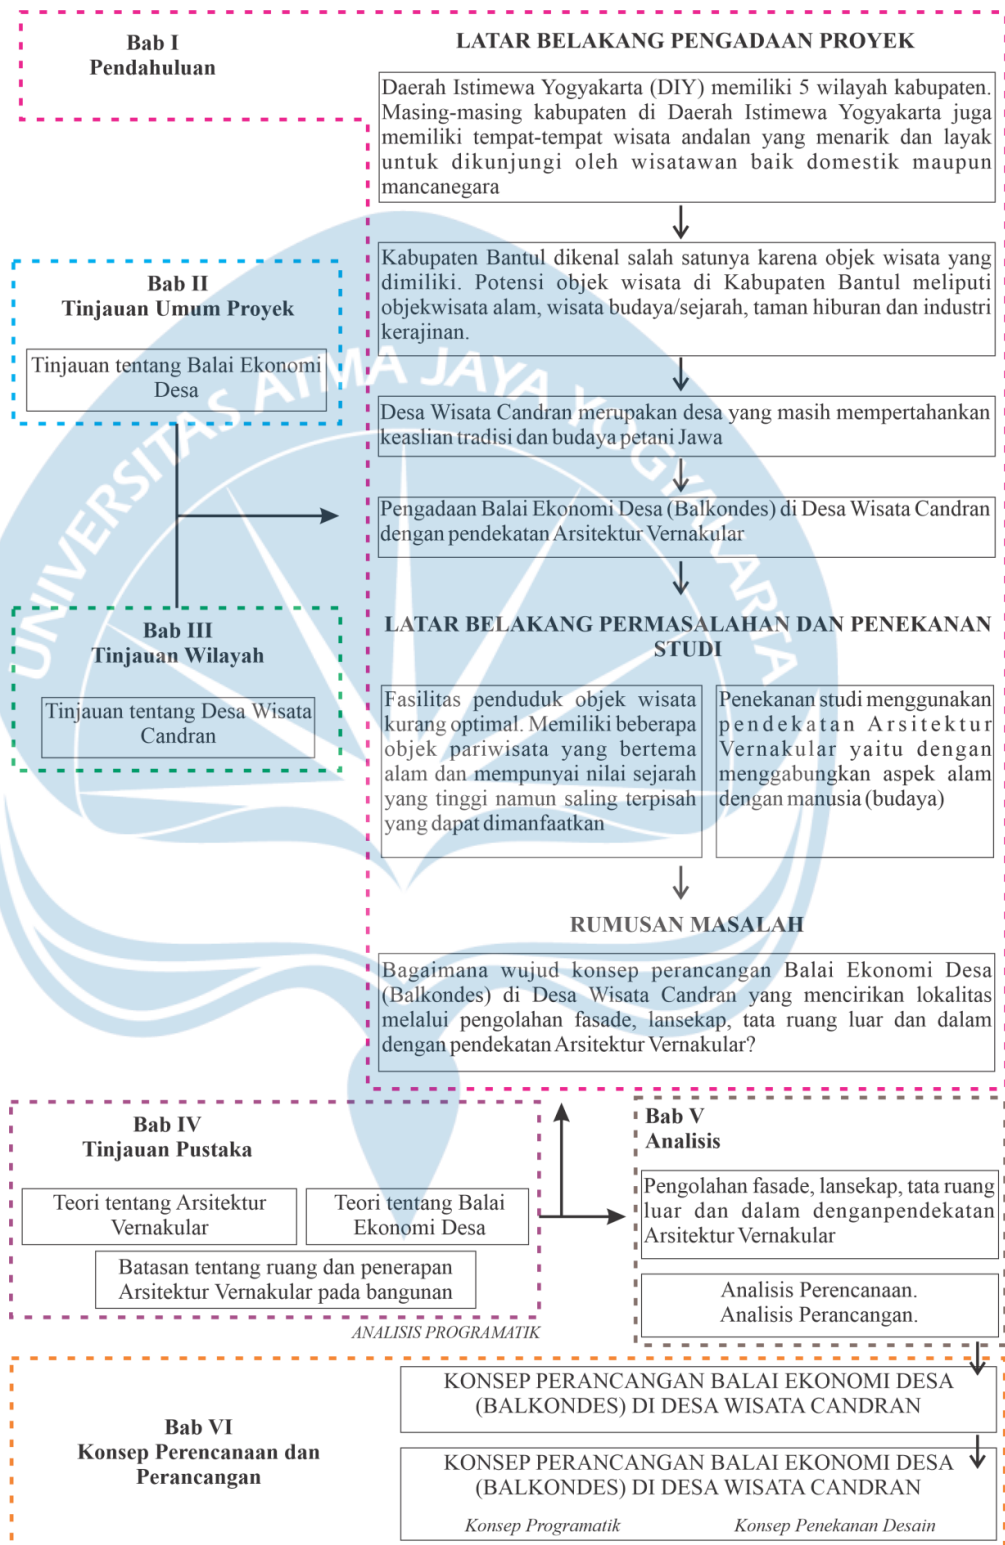 Bab I
Pendahuluan
LATAR BELAKANG PENGADAAN PROYEK
Daerah Istimewa Yogyakarta (DIY) memiliki 5 wilayah kabupaten.
Masing-masing kabupaten di Daerah Istimewa Yogyakarta juga
memiliki tempat-tempat wisata andalan yang menarik dan layak
untuk dikunjungi oleh wisatawan baik domestik maupun
mancanegara
Kabupaten Bantul dikenal salah satunya karena objek wisata yang
dimiliki. Potensi objek wisata di Kabupaten Bantul meliputi
objekwisata alam, wisata budaya/sejarah, taman hiburan dan industri
kerajinan.
Desa Wisata Candran merupakan desa yang masih mempertahankan
keaslian tradisi dan budaya petani Jawa
Pengadaan Balai Ekonomi Desa (Balkondes) di Desa Wisata Candran
dengan pendekatan Arsitektur Vernakular
Bab II
Tinjauan Umum Proyek
Tinjauan tentang Balai Ekonomi
Desa
Bab III
Tinjauan Wilayah
Tinjauan tentang Desa Wisata
Candran
LATAR BELAKANG PERMASALAHAN DAN PENEKANAN
STUDI
Fasilitas penduduk objek wisata
kurang optimal. Memiliki beberapa
objek pariwisata yang bertema
alam dan mempunyai nilai sejarah
yang tinggi namun saling terpisah
yang dapat dimanfaatkan
Penekanan studi menggunakan
pendekatan Arsitektur
Vernakular yaitu dengan
menggabungkan aspek alam
dengan manusia (budaya)
RUMUSAN MASALAH
Bagaimana wujud konsep perancangan Balai Ekonomi Desa
(Balkondes) di Desa Wisata Candran yang mencirikan lokalitas
melalui pengolahan fasade, lansekap, tata ruang luar dan dalam
dengan pendekatan Arsitektur Vernakular?
Bab IV
Tinjauan Pustaka
Teori tentang Arsitektur
Vernakular
Teori tentang Balai
Ekonomi Desa
Batasan tentang ruang dan penerapan
Arsitektur Vernakular pada bangunan
ANALISIS PROGRAMATIK
Bab V
Analisis
Pengolahan fasade, lansekap, tata ruang
luar dan dalam denganpendekatan
Arsitektur Vernakular
Analisis Perencanaan.
Analisis Perancangan.
Bab VI
Konsep Perencanaan dan
Perancangan
KONSEP PERANCANGAN BALAI EKONOMI DESA
(BALKONDES) DI DESA WISATA CANDRAN
KONSEP PERANCANGAN BALAI EKONOMI DESA
(BALKONDES) DI DESA WISATA CANDRAN
Konsep Programatik
Konsep Penekanan Desain
UNIVERSITAS ATMA JAYA YOGYAKARTA